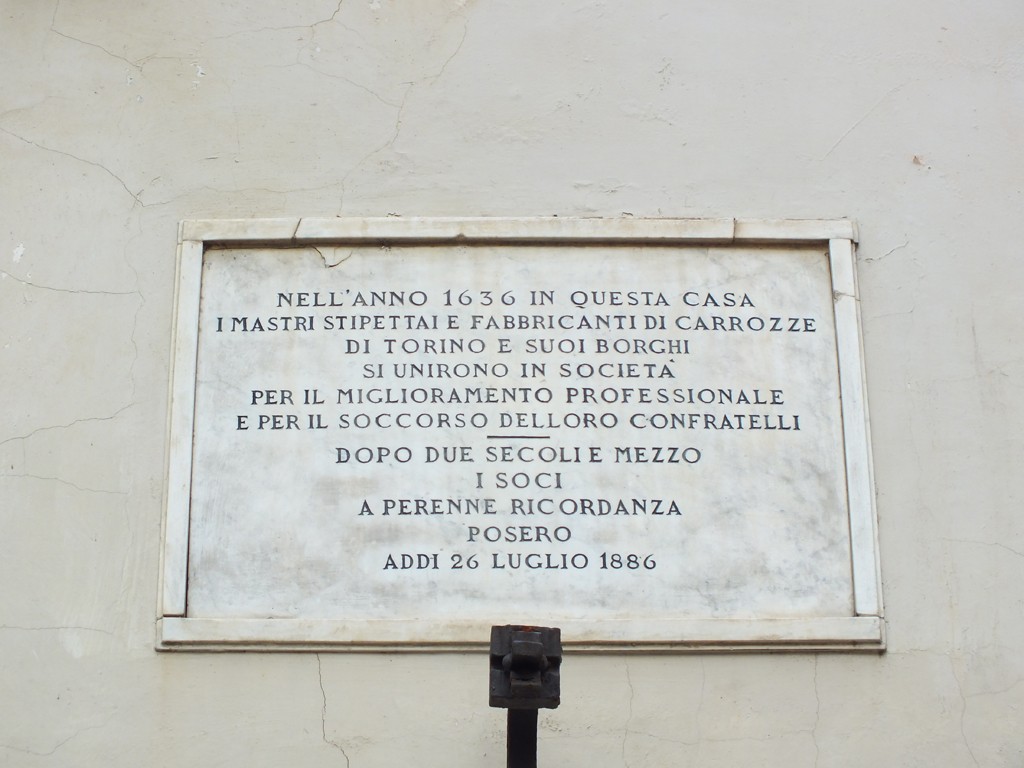 NELL'ANNO 1636 IN QUESTA CASA
I MASTRI STIPETTAI E FABBRICANTI DI CARROZZE
DI TORINO E SUOI BORGHI
SI UNIRONO IN SOCIETÀ
PER IL MIGLIORAMENTO PROFESSIONALE
E PER IL SOCCORSO DELLORO CONFRATELLI
DOPO DUE SECOLI E MEZZO
I SOCI
A PERENNE RICORDANZA
POSERO
ADDI 26 LUGLIO 1886